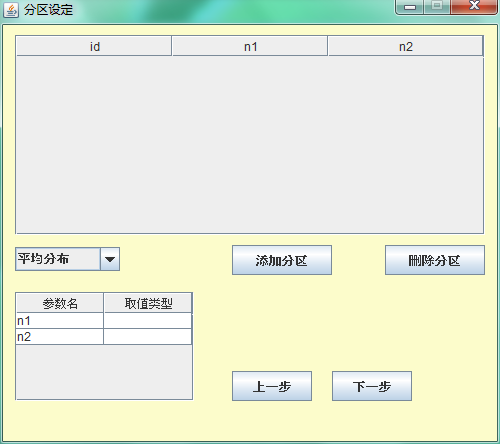 分区设定
id n1 n2
平均分布 添加分区 删除分区
参数名 取值类型
n1
n2
上一步 下一步